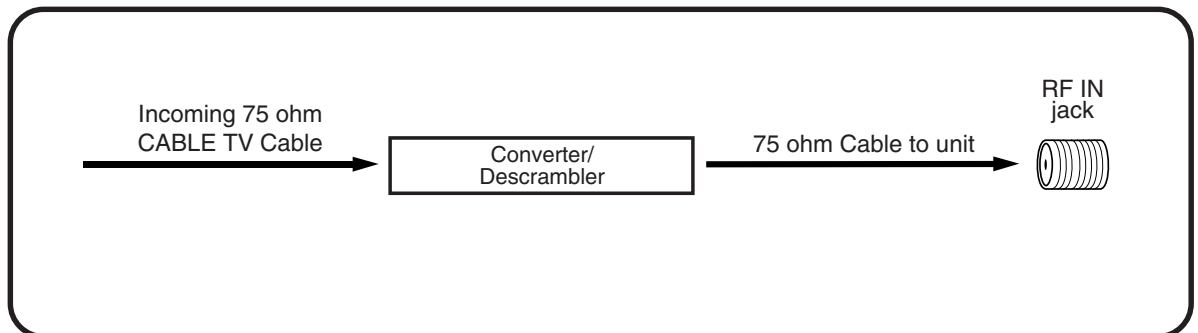 Incoming 75 ohm
CABLE TV Cable
Converter/
Descrambler
75 ohm Cable to unit
RF IN
jack